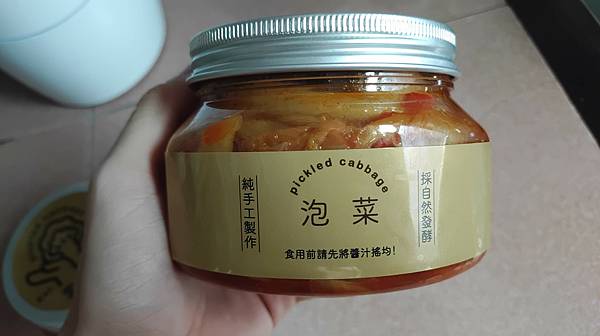 pickled cabbage
純手工製作
泡菜
採自然發酵
食用前請先將醬汁搖均!